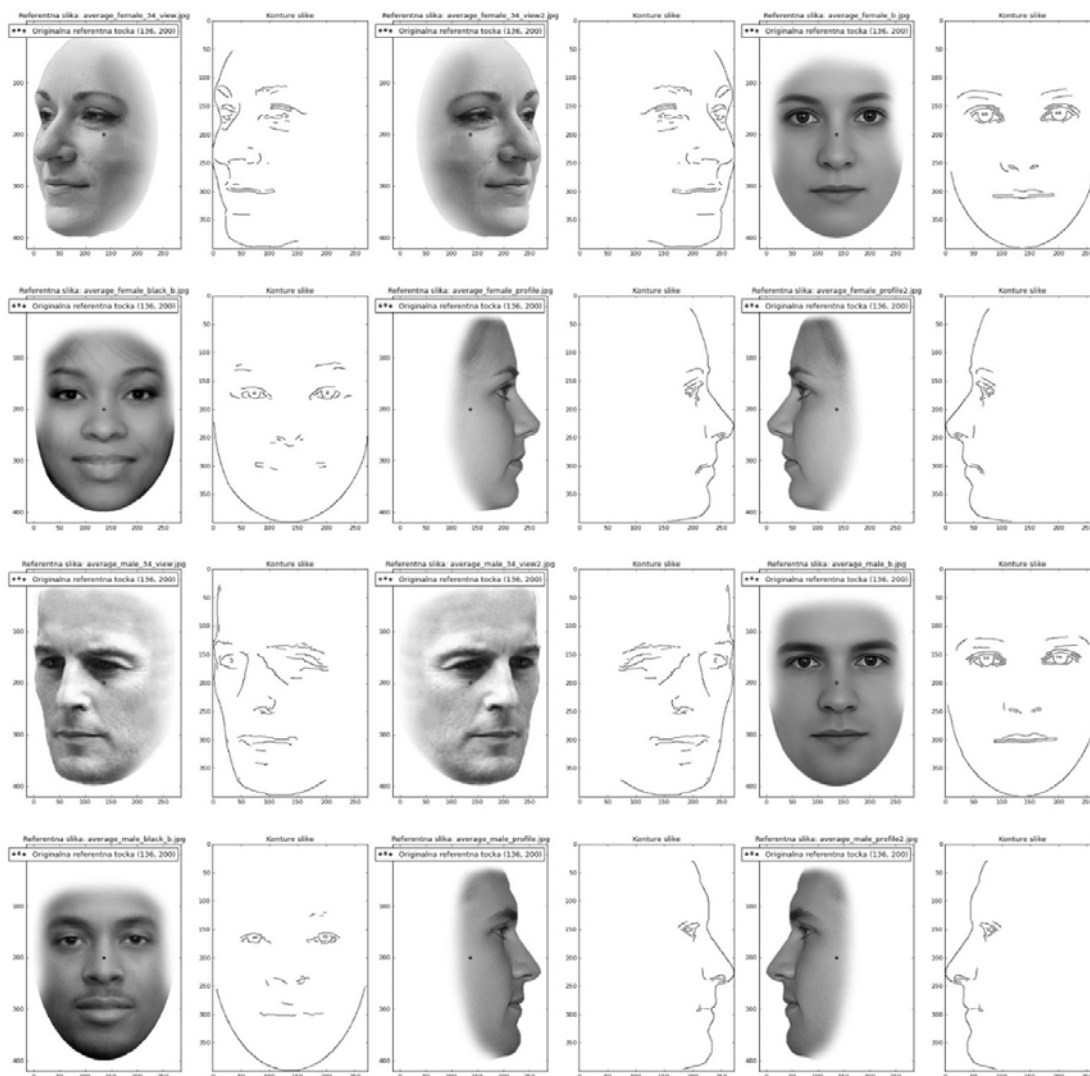 Referentna slika: average_female_34_view.jpg
Originalna referentna tocka (136, 200)
Konture slike
Referentna slika: average_female_34_view2.jpg
Originalna referentna tocka (136, 200)
Konture slike
Referentna slika: average_female_b.jpg
Originalna referentna tocka (136, 200)
Konture slike
Referentna slika: average_female_black_b.jpg
Originalna referentna tocka (136, 200)
Konture slike
Referentna slika: average_female_profile.jpg
Originalna referentna tocka (136, 200)
Konture slike
Referentna slika: average_female_profile2.jpg
Originalna referentna tocka (136, 200)
Konture slike
Referentna slika: average_male_34_view.jpg
Originalna referentna tocka (136, 200)
Konture slike
Referentna slika: average_male_34_view2.jpg
Originalna referentna tocka (136, 200)
Konture slike
Referentna slika: average_male_b.jpg
Originalna referentna tocka (136, 200)
Konture slike
Referentna slika: average_male_black_b.jpg
Originalna referentna tocka (136, 200)
Konture slike
Referentna slika: average_male_profile.jpg
Originalna referentna tocka (136, 200)
Konture slike
Referentna slika: average_male_profile2.jpg
Originalna referentna tocka (136, 200)
Konture slike